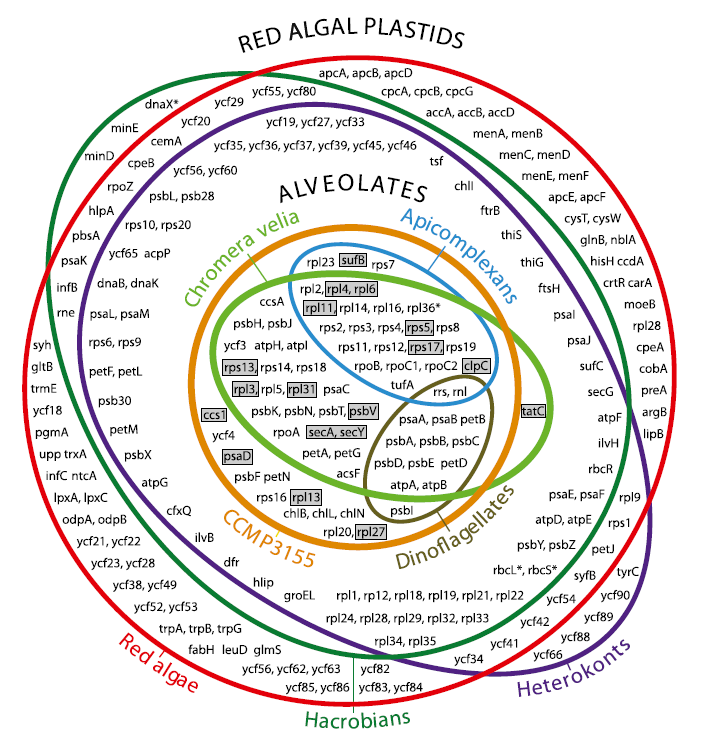 RED ALGAL PLASTIDS
apcA, apcB, apcD
ycf55, ycf80
cpcA, cpcB, cpcG
dnaX*
ycf29
accA, accB, accD
minE
ycf20
ycf19, ycf27, ycf33
menA, menB
cemA
ycf35, ycf36, ycf37, ycf39, ycf45, ycf46
minD
cpeB
tsf
menC, menD
ycf56, ycf60
menE, menF
rpoZ
psbL, psb28
ALVEOLATES
chlI
apcE, apcF
hlpA
ftrB
cysT, cysW
rps10, rps20
Chromera velia
Apicomplexans
pbsA
thiS
glnB, nblA
ycf65 acpP
psaK
rpl23 sufB rps7
thiG
hisH ccdA
infB
dnaB, dnaK
rpl2, rpl4, rpl6
ftsH
crtR carA
rne
psaL, psaM
ccsA
rpl11, rpl14, rpl16, rpl36*
psaI
moeB
psbH, psbJ
rps2, rps3, rps4, rps5, rps8
rpl28
syh
rps6, rps9
ycf3 atpH, atpI
rps11, rps12, rps17, rps19
psaJ
cpeA
gltB
petF, petL
rps13, rps14, rps18
rpoB, rpoC1, rpoC2 clpC
sufC
cobA
trmE
rpl3, rpl5, rpl31 psaC
tufA
rrs, rnl
secG
preA
psb30
ycf18
ccs1
psbK, psbN, psbT, psbV
psaA, psaB petB
tatC
atpF
argB
pgmA
petM
ycf4
rpoA secA, secY
psbA, psbB, psbC
ilvH
lipB
upp trxA
psbX
psaD
petA, petG
psbD, psbE petD
rbcR
infC ntcA
atpG
psbF petN
acsF
atpA, atpB
psaE, psaF
rpl9
lpxA, lpxC
cfxQ
rps16 rpl13
psbI
atpD, atpE
rps1
odpA, odpB
chlB, chlL, chlN
ilvB
CCMP3155
rpl20, rpl27
Dinoflagellates
psbY, psbZ
petJ
ycf21, ycf22
ycf23, ycf28
dfr
rbcL*, rbcS*
syfB
tyrC
ycf38, ycf49
hlip
groEL
rpl1, rp12, rpl18, rpl19, rpl21, rpl22
ycf54
ycf90
ycf52, ycf53
rpl24, rpl28, rpl29, rpl32, rpl33
ycf42
ycf89
trpA, trpB, trpG
rpl34, rpl35
ycf41
ycf88
fabH leuD glmS
ycf34
ycf66
Red algae
ycf56, ycf62, ycf63
ycf82
Heterokonts
ycf85, ycf86
ycf83, ycf84
Hacrobians